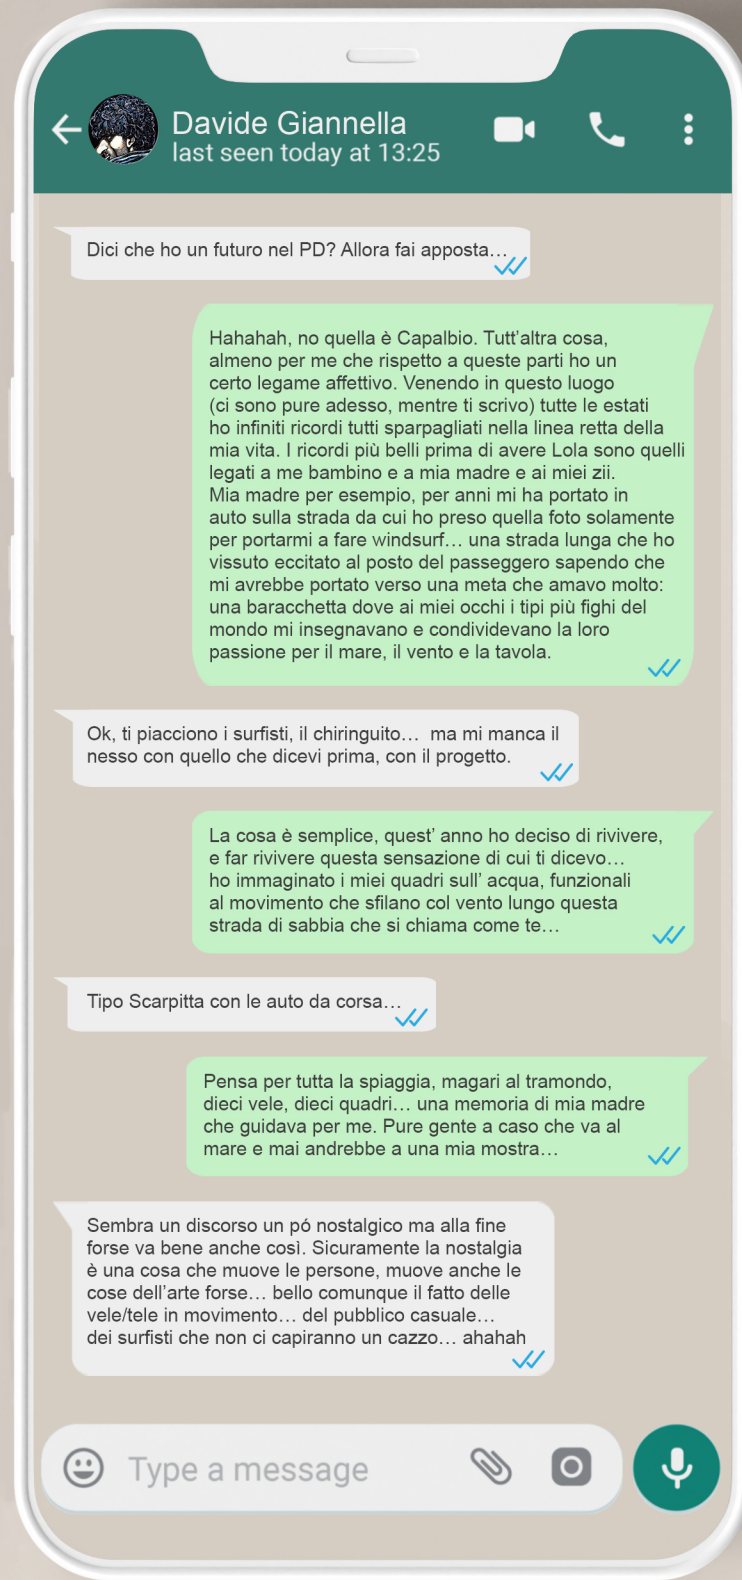 Davide Giannella
last seen today at 13:25
Dici che ho un futuro nel PD? Allora fai apposta...
Hahahah, no quella è Capalbio. Tutt'altra cosa,
almeno per me che rispetto a queste parti ho un
certo legame affettivo. Venendo in questo luogo
(ci sono pure adesso, mentre ti scrivo) tutte le estati
ho infiniti ricordi tutti sparpagliati nella linea retta della
mia vita. I ricordi più belli prima di avere Lola sono quelli
legati a me bambino e a mia madre e ai miei zii.
Mia madre per esempio, per anni mi ha portato in
auto sulla strada da cui ho preso quella foto solamente
per portarmi a fare windsurf... una strada lunga che ho
vissuto eccitato al posto del passeggero sapendo che
mi avrebbe portato verso una meta che amavo molto:
una baracchetta dove ai miei occhi i tipi più fighi del
mondo mi insegnavano e condividevano la loro
passione per il mare, il vento e la tavola.
Ok, ti piacciono i surfisti, il chiringuito...  ma mi manca il
nesso con quello che dicevi prima, con il progetto.
La cosa è semplice, quest' anno ho deciso di rivivere,
e far rivivere questa sensazione di cui ti dicevo...
ho immaginato i miei quadri sull' acqua, funzionali
al movimento che sfilano col vento lungo questa
strada di sabbia che si chiama come te...
Tipo Scarpitta con le auto da corsa...
Pensa per tutta la spiaggia, magari al tramondo,
dieci vele, dieci quadri... una memoria di mia madre
che guidava per me. Pure gente a caso che va al
mare e mai andrebbe a una mia mostra...
Sembra un discorso un pó nostalgico ma alla fine
forse va bene anche così. Sicuramente la nostalgia
è una cosa che muove le persone, muove anche le
cose dell'arte forse... bello comunque il fatto delle
vele/tele in movimento... del pubblico casuale...
dei surfisti che non ci capiranno un cazzo... ahahah
Type a message